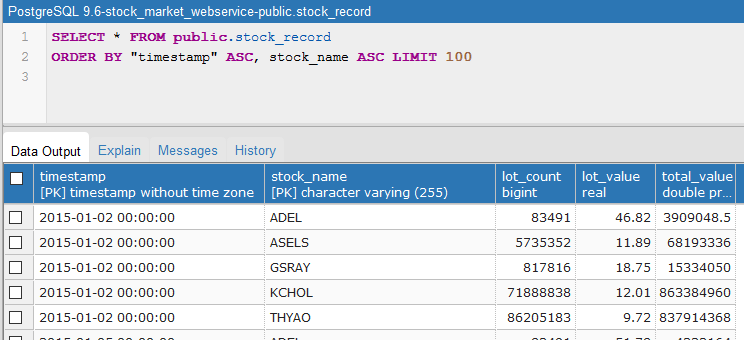 PostgreSQL 9.6-stock_market_webservice-public.stock_record
1 SELECT * FROM public.stock_record
2 ORDER BY "timestamp" ASC, stock_name ASC LIMIT 100
3
Data Output Explain Messages History
timestamp stock_name lot_count lot_value total_value
[PK] timestamp without time zone [PK] character varying (255) bigint real double pr...
2015-01-02 00:00:00 ADEL 83491 46.82 3909048.5
2015-01-02 00:00:00 ASELS 5735352 11.89 68193336
2015-01-02 00:00:00 GSRAY 817816 18.75 15334050
2015-01-02 00:00:00 KCHOL 71888838 12.01 863384960
2015-01-02 00:00:00 THYAO 86205183 9.72 837914368